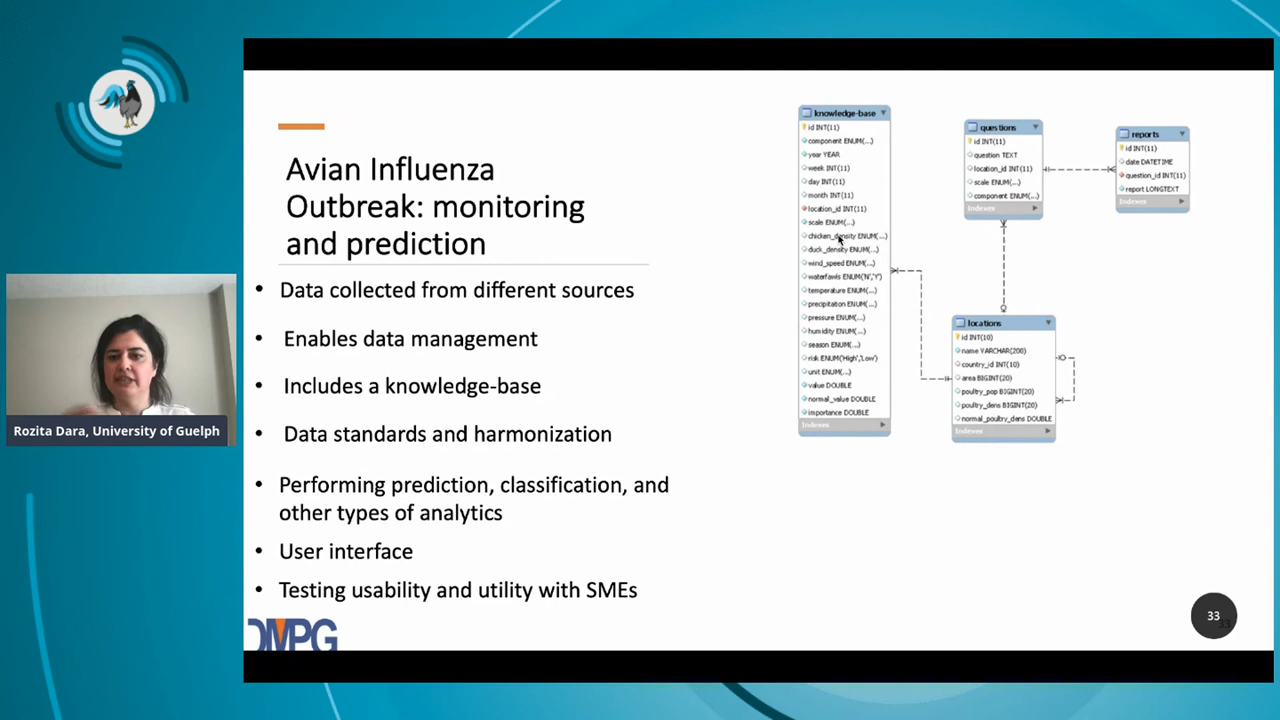 Avian Influenza
Outbreak: monitoring
and prediction
• Data collected from different sources
• Enables data management
• Includes a knowledge-base
• Data standards and harmonization
• Performing prediction, classification, and
other types of analytics
• User interface
• Testing usability and utility with SMEs
knowledge-base
id INT(11)
component ENUM(...)
year YEAR
week INT(11)
day INT(11)
month INT(11)
location_id INT(11)
scale ENUM(...)
chicken_density ENUM(...)
duck_density ENUM(...)
wind_speed ENUM(...)
waterfawls ENUM('N','Y')
temperature ENUM(...)
precipitation ENUM(...)
pressure ENUM(...)
humidity ENUM(...)
season ENUM(...)
risk ENUM('High','Low')
unit ENUM(...)
value DOUBLE
normal_value DOUBLE
importance DOUBLE
Indexes
questions
id INT(11)
question TEXT
location_id INT(11)
scale ENUM(...)
component ENUM(...)
Indexes
reports
id INT(11)
date DATETIME
question_id INT(11)
report LONGTEXT
Indexes
locations
id INT(10)
name VARCHAR(200)
country_id INT(10)
area BIGINT(20)
poultry_pop BIGINT(20)
poultry_dens BIGINT(20)
normal_poultry_dens DOUBLE
Indexes
Rozita Dara, University of Guelph
DMPG
33
33